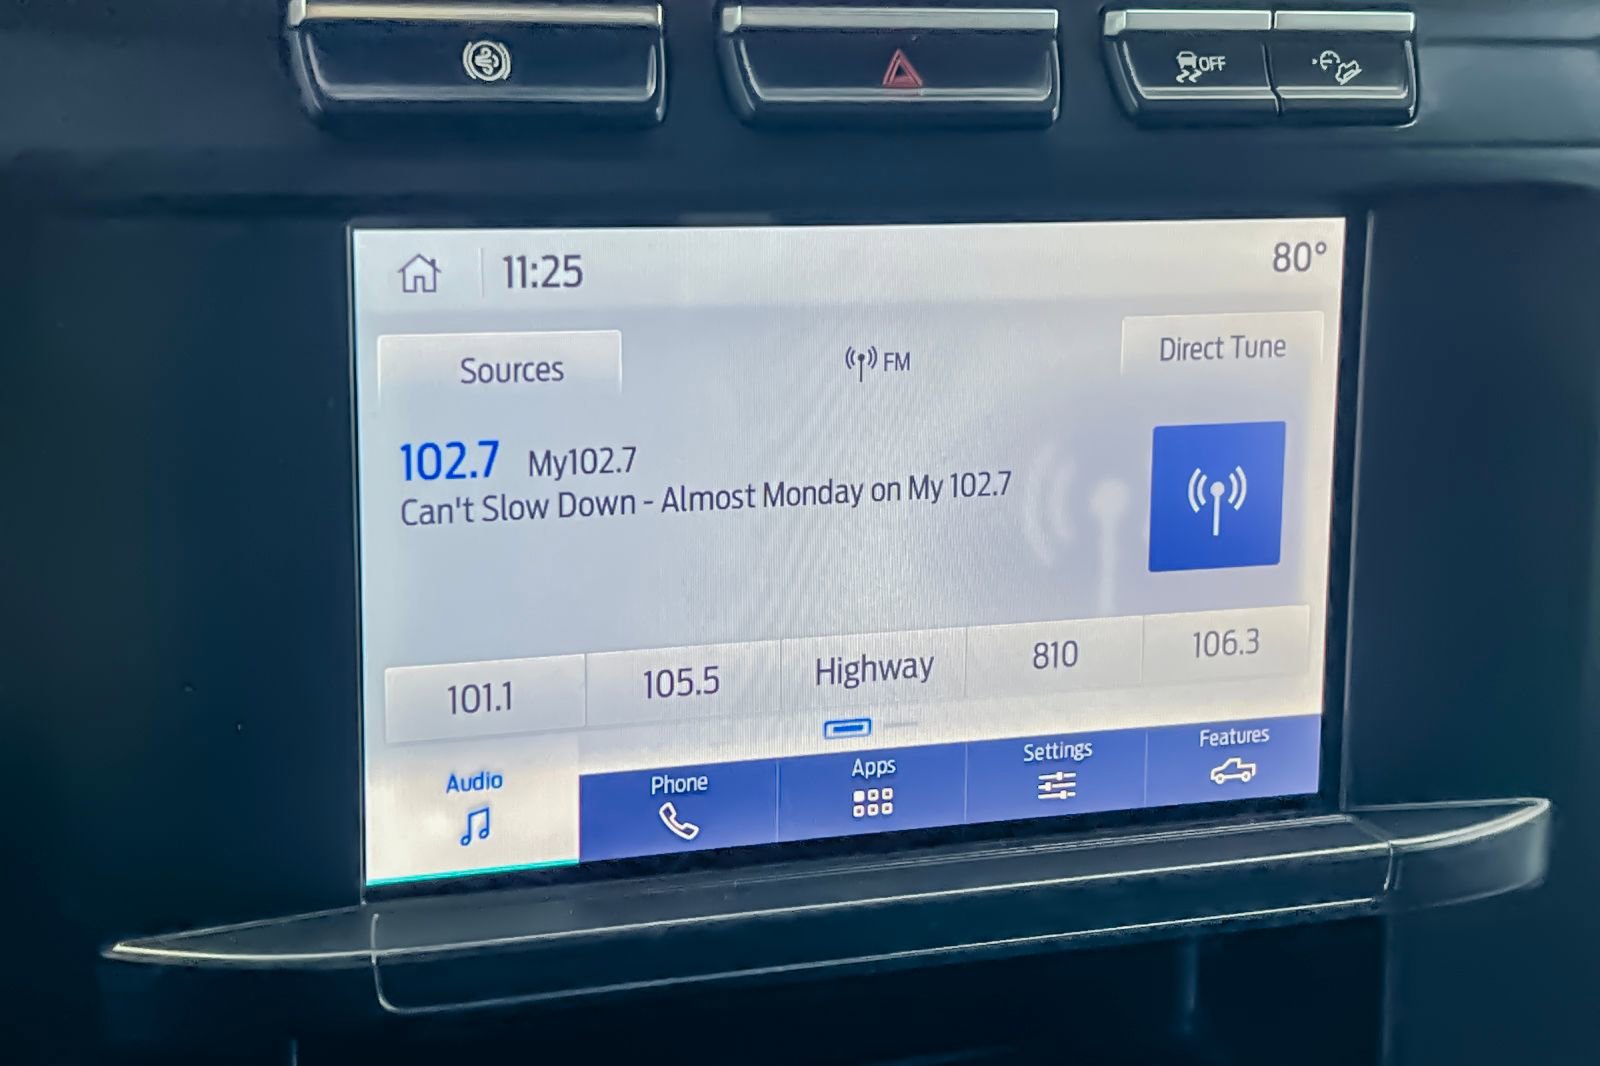 OFF
11:25
80°
Sources
FM
Direct Tune
102.7 My102.7
Can't Slow Down - Almost Monday on My 102.7
101.1
105.5
Highway
810
106.3
Audio
Phone
Apps
Settings
Features